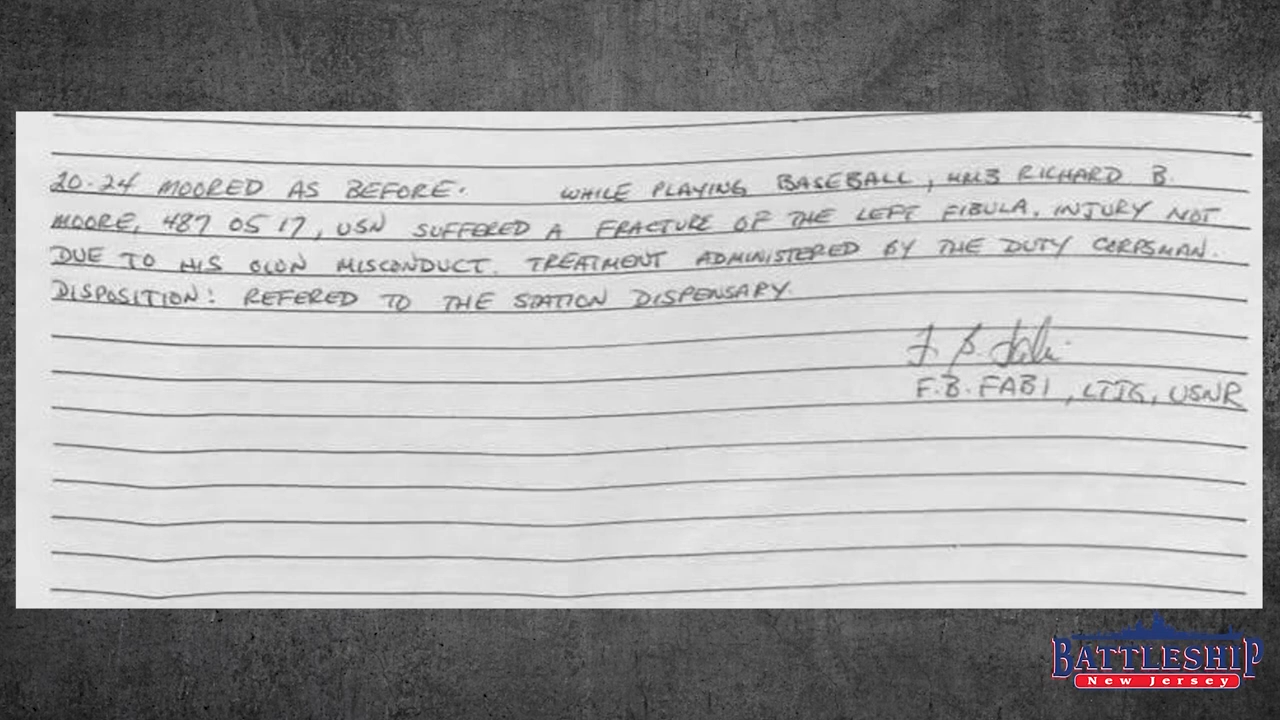 20-24 MOORED AS BEFORE. WHILE PLAYING BASEBALL, MM3 RICHARD B.
MOORE, 487 05 17, USN SUFFERED A FRACTURE OF THE LEFT FIBULA. INJURY NOT
DUE TO HIS OWN MISCONDUCT. TREATMENT ADMINISTERED BY THE DUTY CORPSMAN.
DISPOSITION: REFERED TO THE STATION DISPENSARY.
F. B. Fabi
F.B. FABI, LTJG, USNR
BATTLESHIP
New Jersey